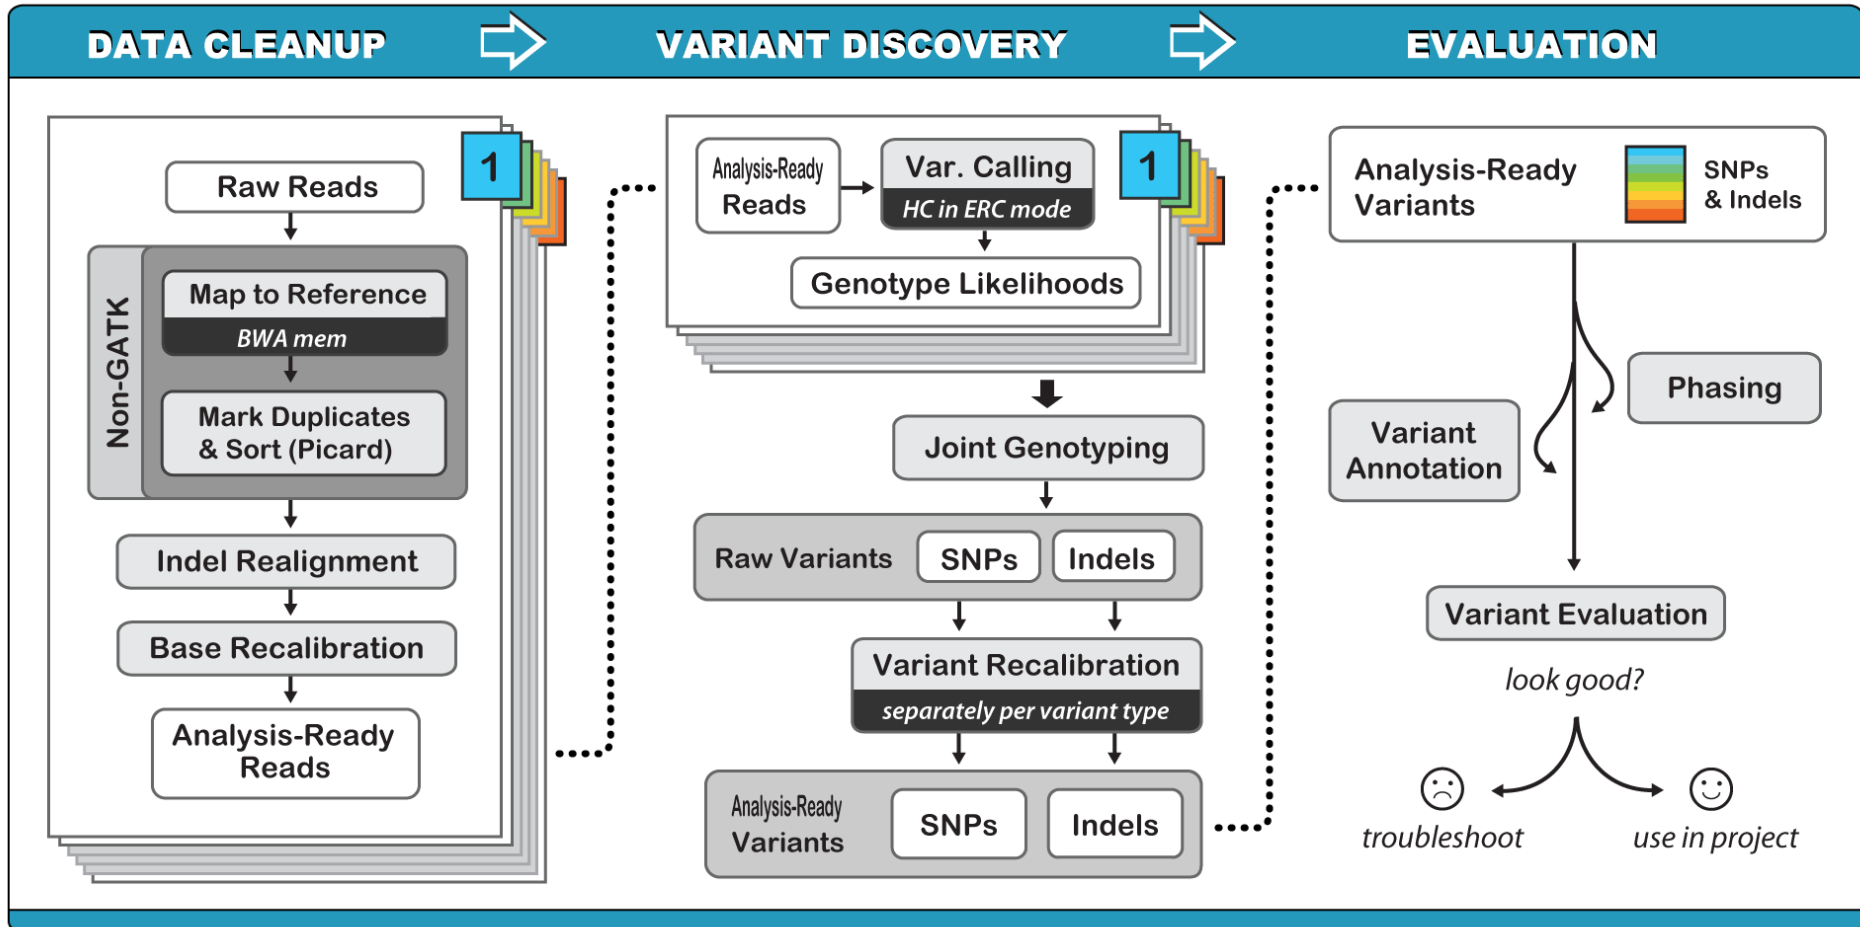 DATA CLEANUP
VARIANT DISCOVERY
EVALUATION
1
Raw Reads
Non-GATK
Map to Reference
BWA mem
Mark Duplicates
& Sort (Picard)
Indel Realignment
Base Recalibration
Analysis-Ready
Reads
1
Analysis-Ready
Reads
Var. Calling
HC in ERC mode
Genotype Likelihoods
Joint Genotyping
Raw Variants
SNPs
Indels
Variant Recalibration
separately per variant type
Analysis-Ready
Variants
SNPs
Indels
Analysis-Ready
Variants
SNPs
& Indels
Phasing
Variant
Annotation
Variant Evaluation
look good?
troubleshoot
use in project